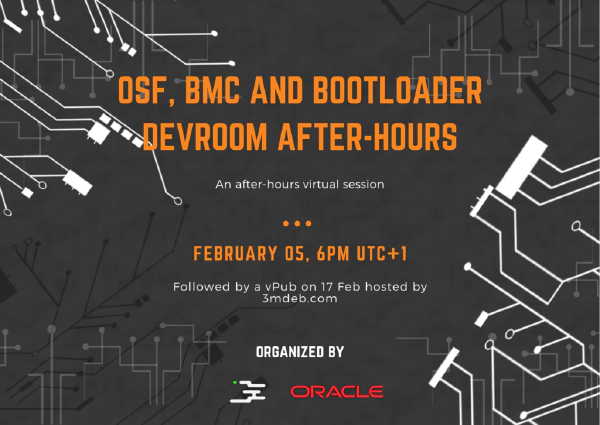 OSF, BMC AND BOOTLOADER
DEVROOM AFTER-HOURS
An after-hours virtual session
FEBRUARY 05, 6PM UTC+1
Followed by a vPub on 17 Feb hosted by
3mdeb.com
ORGANIZED BY
ORACLE